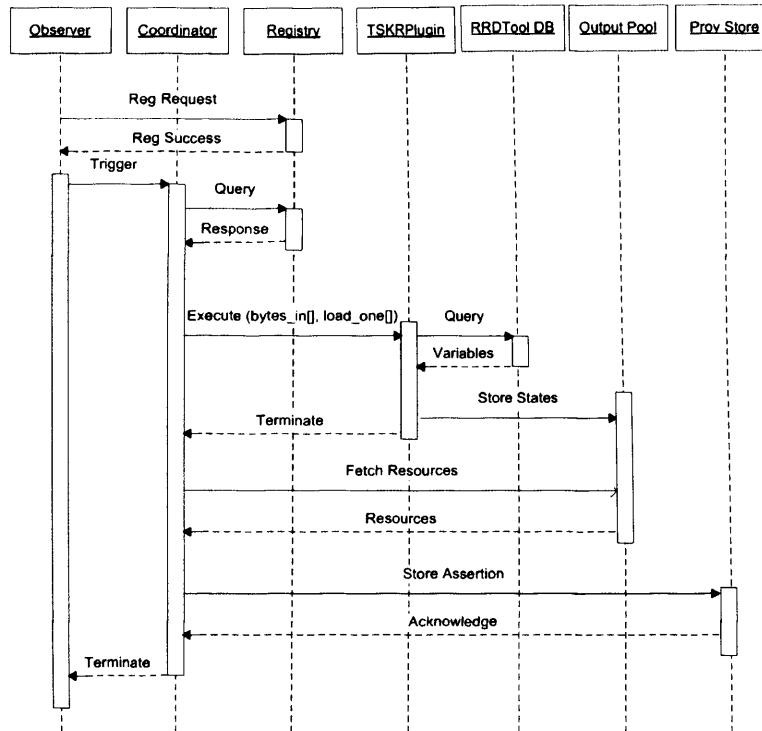 Observer Coordinator Registry TSKRPlugin RRDTool DB Output Pool Prov Store
Reg Request
Reg Success
Trigger
Query
Response
Execute (bytes_in[], load_one[]) Query
Variables
Store States
Terminate
Fetch Resources
Resources
Store Assertion
Acknowledge
Terminate